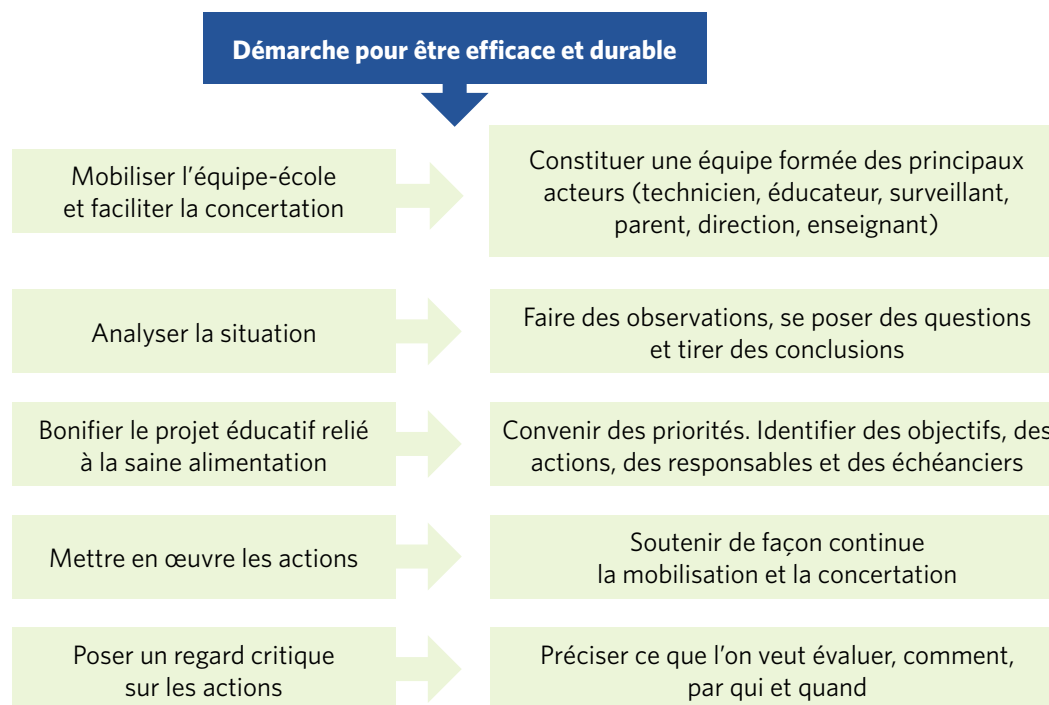 Démarche pour être efficace et durable
Mobiliser l'équipe-école
et faciliter la concertation
Constituer une équipe formée des principaux
acteurs (technicien, éducateur, surveillant,
parent, direction, enseignant)
Analyser la situation
Faire des observations, se poser des questions
et tirer des conclusions
Bonifier le projet éducatif relié
à la saine alimentation
Convenir des priorités. Identifier des objectifs, des
actions, des responsables et des échéanciers
Mettre en œuvre les actions
Soutenir de façon continue
la mobilisation et la concertation
Poser un regard critique
sur les actions
Préciser ce que l'on veut évaluer, comment,
par qui et quand